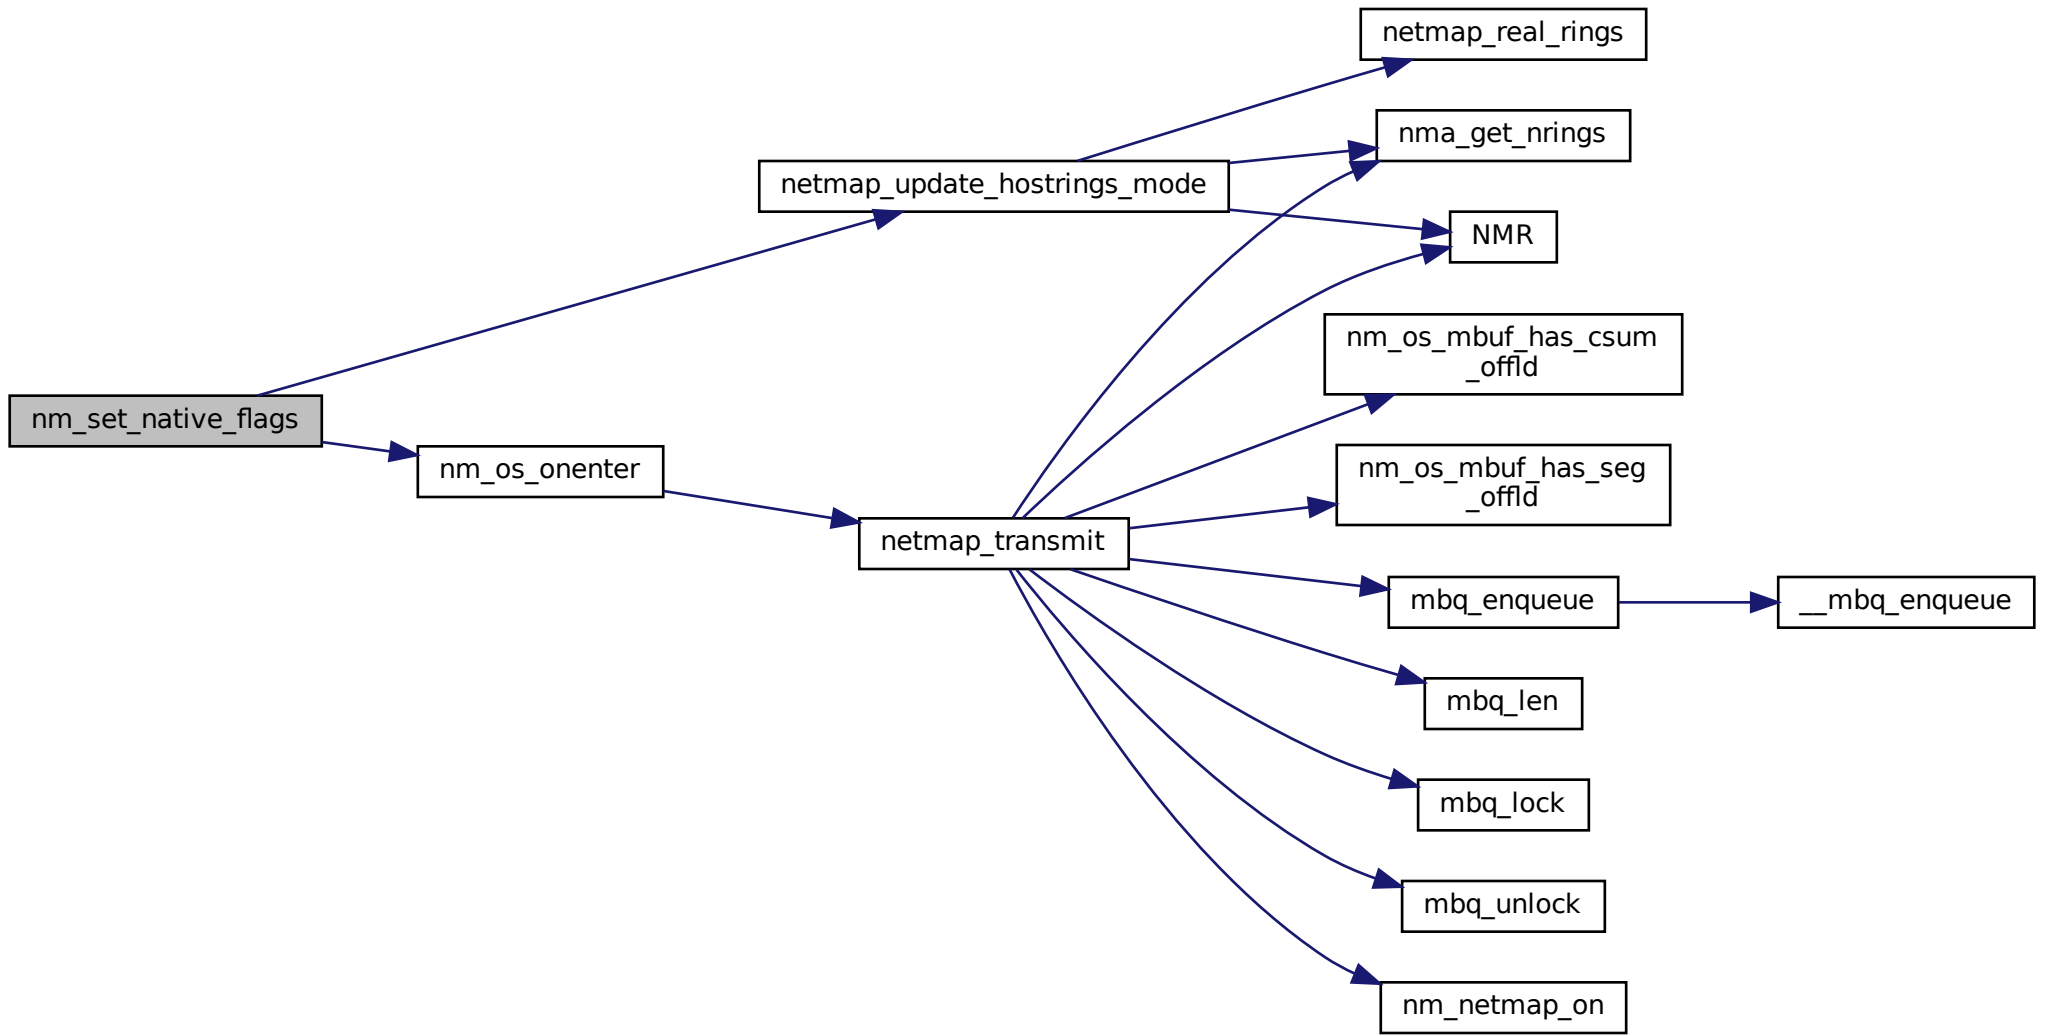 netmap_real_rings
nma_get_nrings
netmap_update_hostrings_mode
NMR
nm_os_mbuf_has_csum
_offld
nm_set_native_flags
nm_os_onenter
nm_os_mbuf_has_seg
_offld
netmap_transmit
mbq_enqueue
__mbq_enqueue
mbq_len
mbq_lock
mbq_unlock
nm_netmap_on